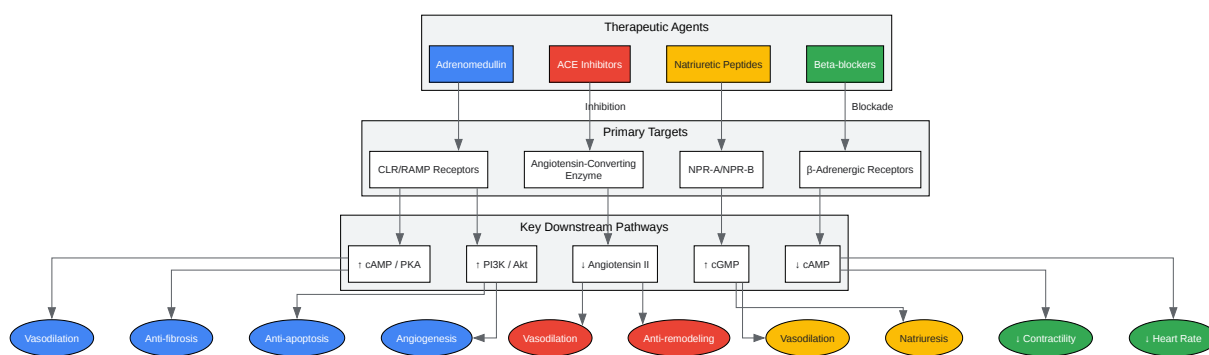 Therapeutic Agents
Adrenomedullin
ACE Inhibitors
Natriuretic Peptides
Beta-blockers
Inhibition
Blockade
Primary Targets
CLR/RAMP Receptors
Angiotensin-Converting
Enzyme
NPR-A/NPR-B
β-Adrenergic Receptors
Key Downstream Pathways
↑ cAMP / PKA
↑ PI3K / Akt
↓ Angiotensin II
↑ cGMP
↓ cAMP
Vasodilation
Anti-fibrosis
Anti-apoptosis
Angiogenesis
Vasodilation
Anti-remodeling
Vasodilation
Natriuresis
↓ Contractility
↓ Heart Rate